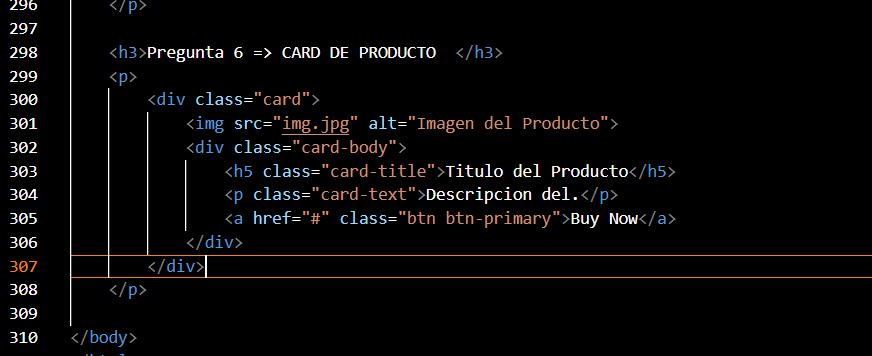 296 </p>
297
298 <h3>Pregunta 6 => CARD DE PRODUCTO  </h3>
299 <p>
300 <div class="card">
301 <img src="img.jpg" alt="Imagen del Producto">
302 <div class="card-body">
303 <h5 class="card-title">Titulo del Producto</h5>
304 <p class="card-text">Descripcion del.</p>
305 <a href="#" class="btn btn-primary">Buy Now</a>
306 </div>
307 </div>
308 </p>
309
310 </body>